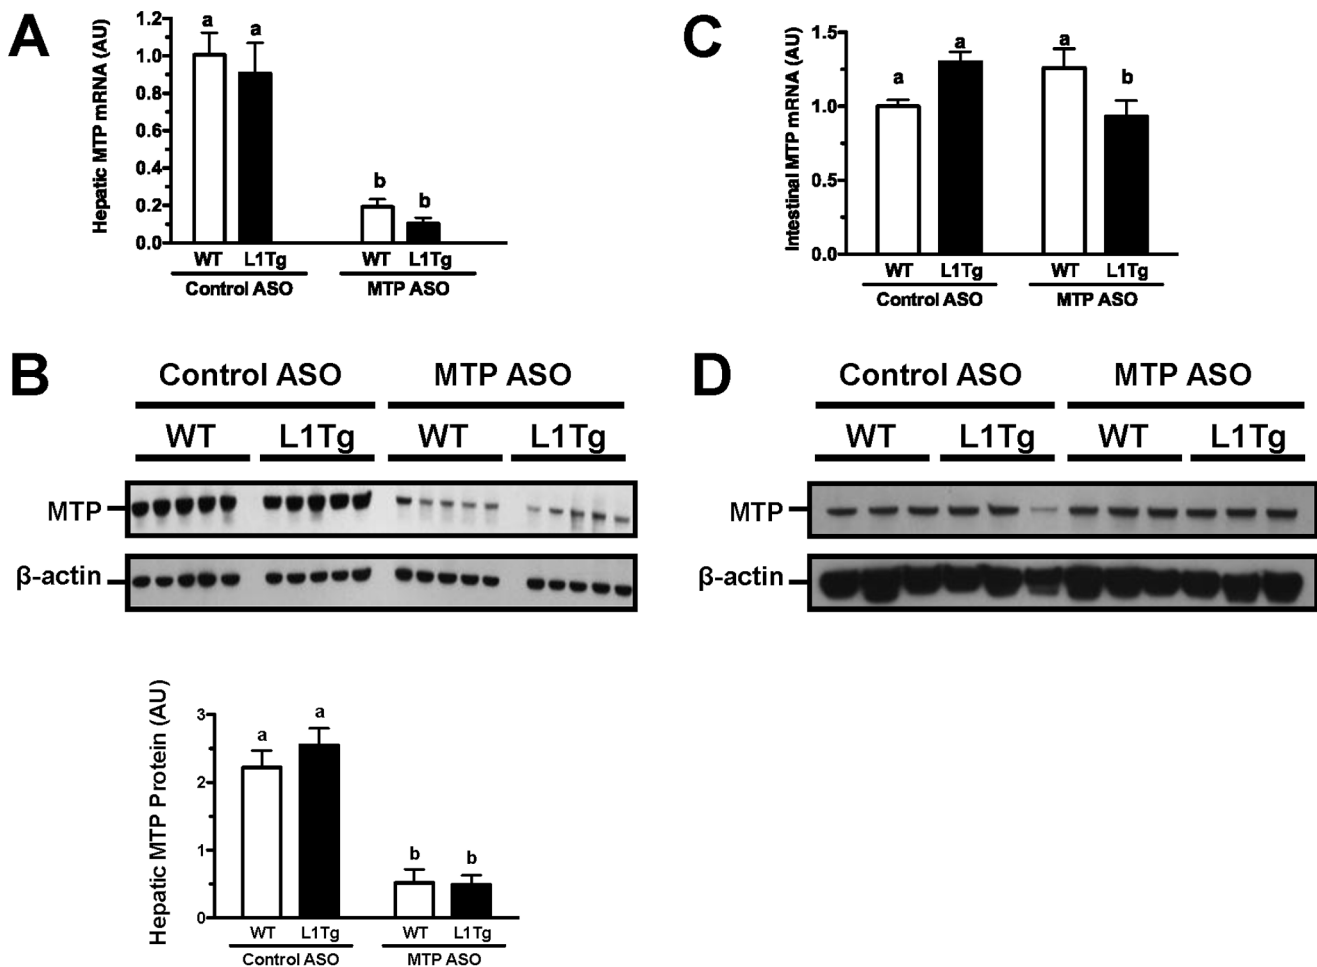 A
Hepatic MTP mRNA (AU)
1.2
1.0
0.8
0.6
0.4
0.2
0.0
a
a
b
b
WT
L1Tg
WT
L1Tg
Control ASO
MTP ASO
C
Intestinal MTP mRNA (AU)
1.5
1.0
0.5
0.0
a
a
a
b
WT
L1Tg
WT
L1Tg
Control ASO
MTP ASO
B
Control ASO
MTP ASO
WT
L1Tg
WT
L1Tg
MTP
β-actin
Hepatic MTP Protein (AU)
3
2
1
0
a
a
b
b
WT
L1Tg
WT
L1Tg
Control ASO
MTP ASO
D
Control ASO
MTP ASO
WT
L1Tg
WT
L1Tg
MTP
β-actin